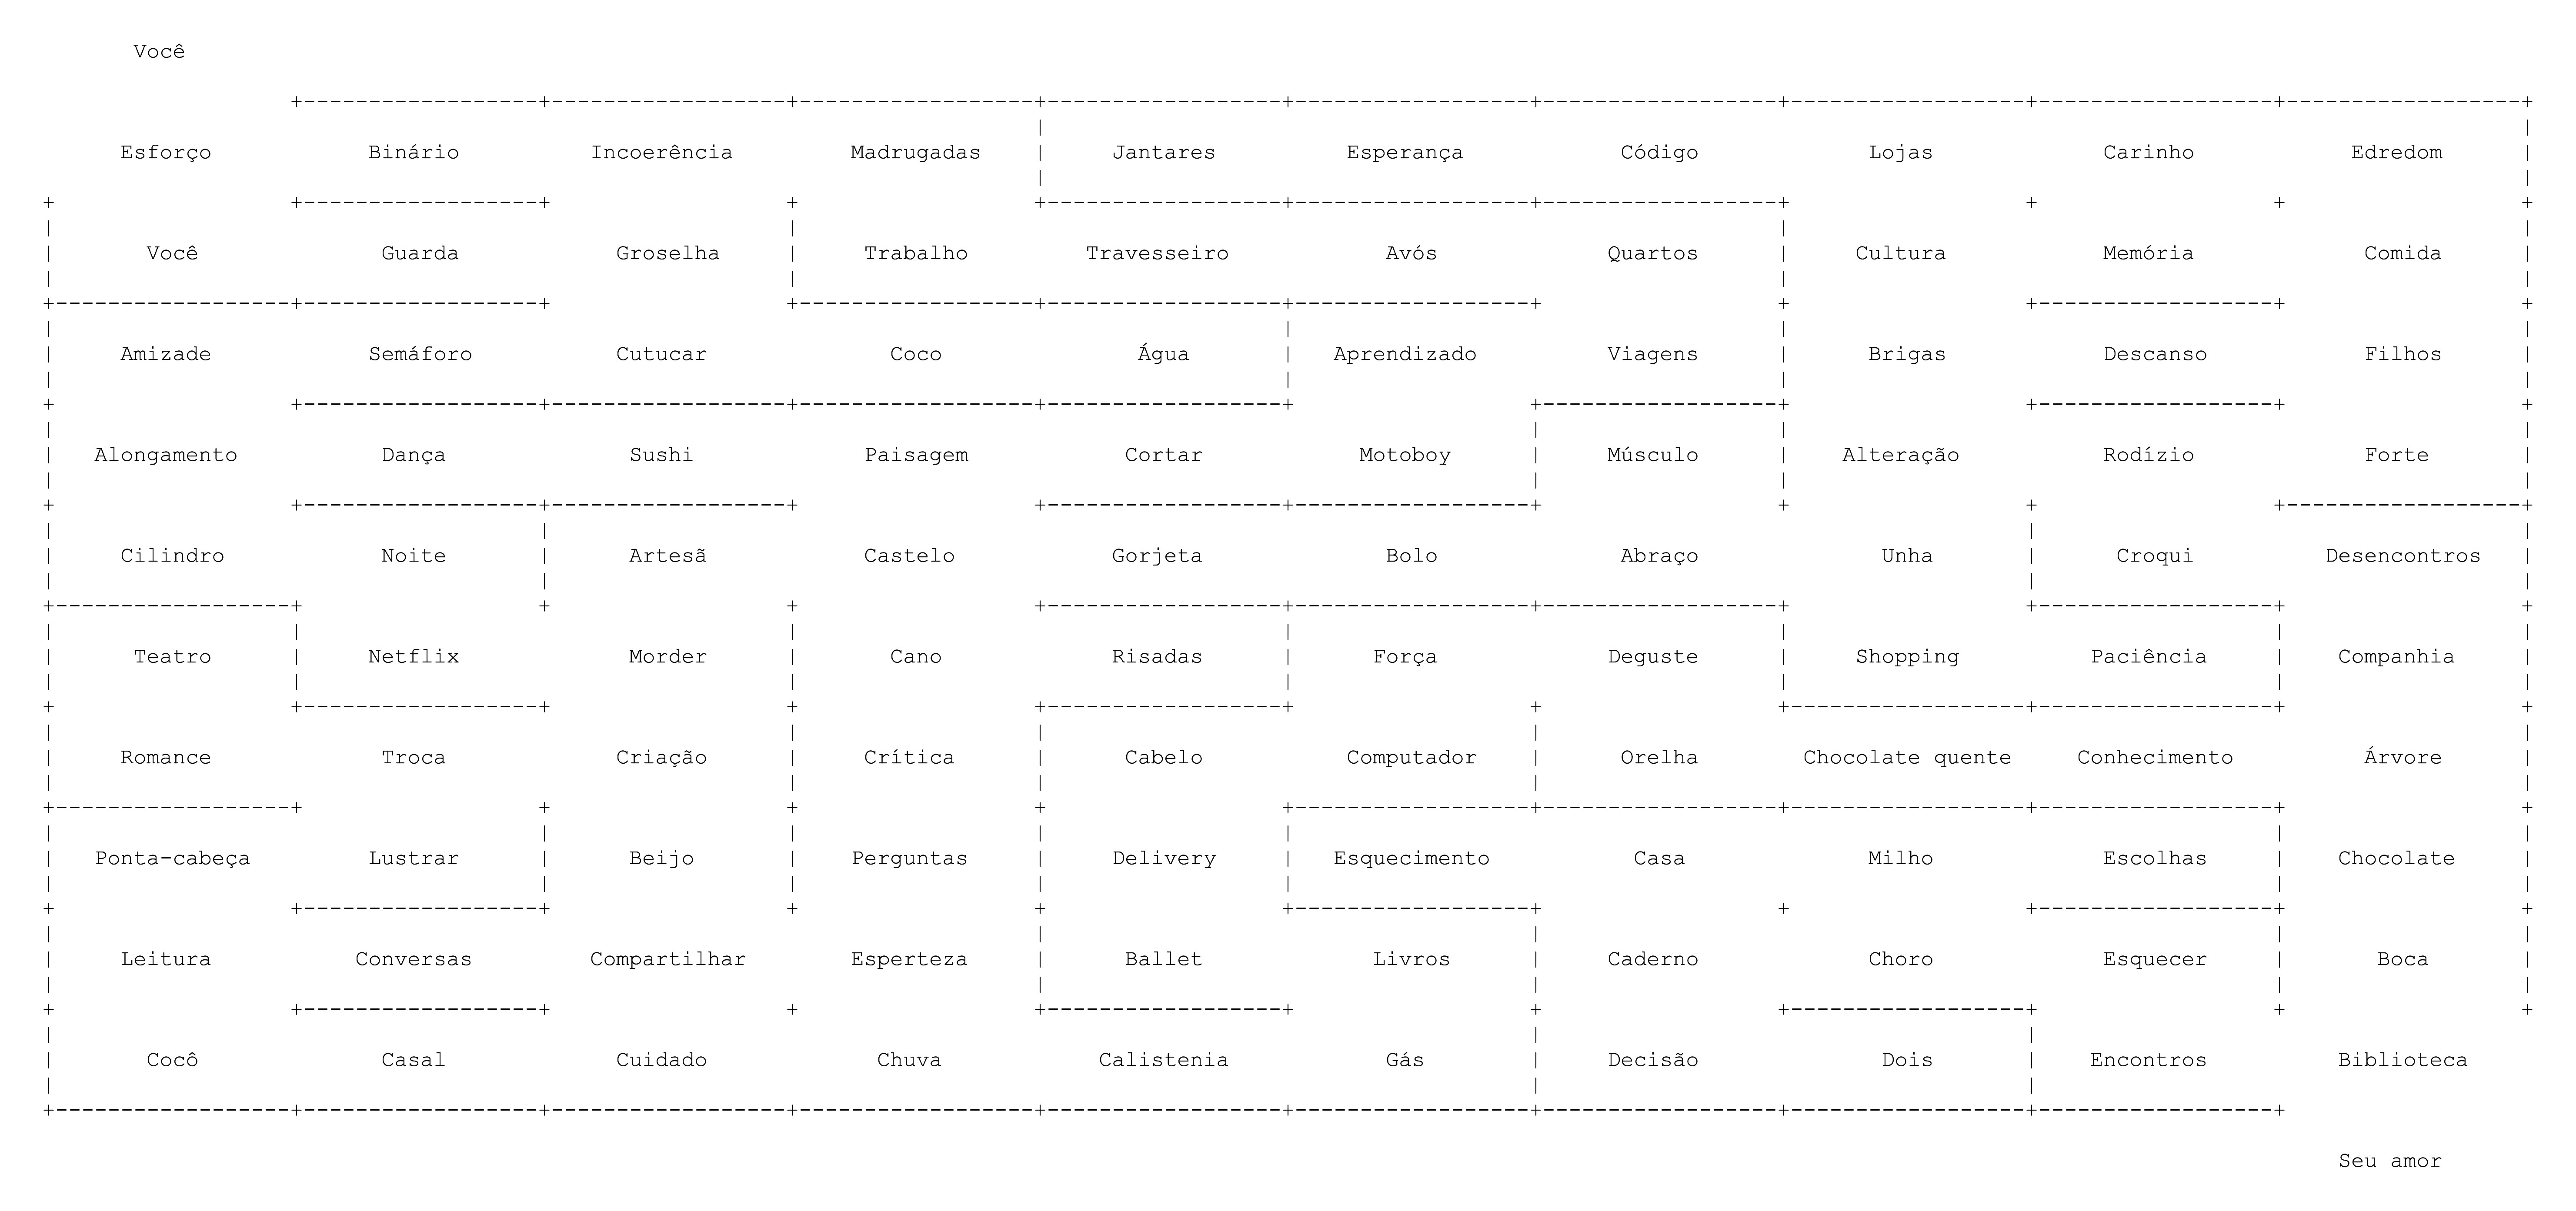 Você
Esforço Binário Incoerência Madrugadas Jantares Esperança Código Lojas Carinho Edredom
Você Guarda Groselha Trabalho Travesseiro Avós Quartos Cultura Memória Comida
Amizade Semáforo Cutucar Coco Água Aprendizado Viagens Brigas Descanso Filhos
Alongamento Dança Sushi Paisagem Cortar Motoboy Músculo Alteração Rodízio Forte
Cilindro Noite Artesã Castelo Gorjeta Bolo Abraço Unha Croqui Desencontros
Teatro Netflix Morder Cano Risadas Força Deguste Shopping Paciência Companhia
Romance Troca Criação Crítica Cabelo Computador Orelha Chocolate quente Conhecimento Árvore
Ponta-cabeça Lustrar Beijo Perguntas Delivery Esquecimento Casa Milho Escolhas Chocolate
Leitura Conversas Compartilhar Esperteza Ballet Livros Caderno Choro Esquecer Boca
Cocô Casal Cuidado Chuva Calistenia Gás Decisão Dois Encontros Biblioteca
Seu amor